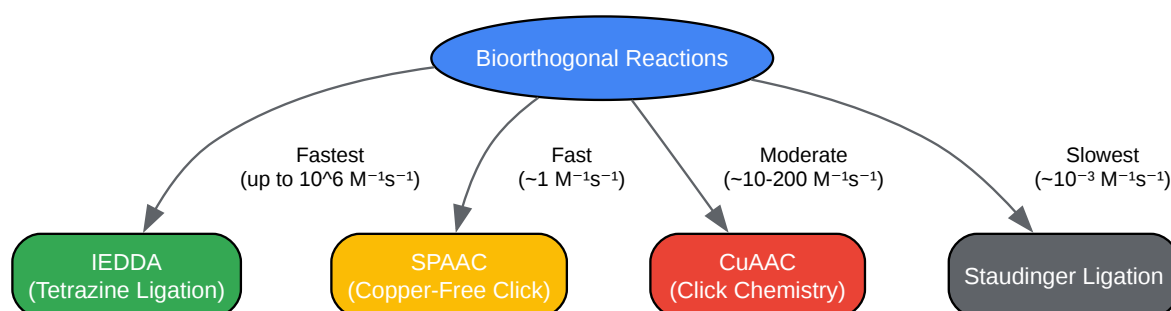 Bioorthogonal Reactions
Fastest
(up to 10^6 M⁻¹s⁻¹)
Fast
(~1 M⁻¹s⁻¹)
Moderate
(~10-200 M⁻¹s⁻¹)
Slowest
(~10⁻³ M⁻¹s⁻¹)
IEDDA
(Tetrazine Ligation)
SPAAC
(Copper-Free Click)
CuAAC
(Click Chemistry)
Staudinger Ligation